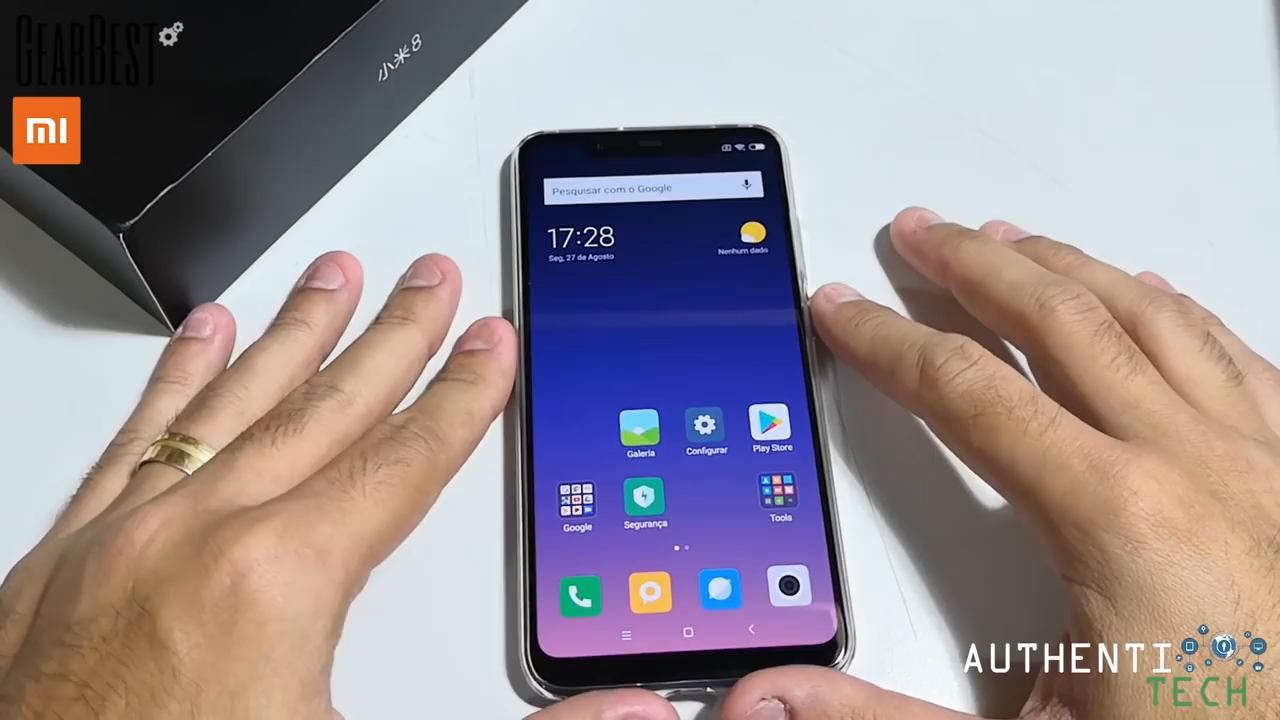 GEARBEST
小米8
MI
Pesquisar com o Google
17:28
Seg, 27 de Agosto
Nenhum dado
Galeria
Configurar
Play Store
Google
Segurança
Tools
AUTHENTI
TECH